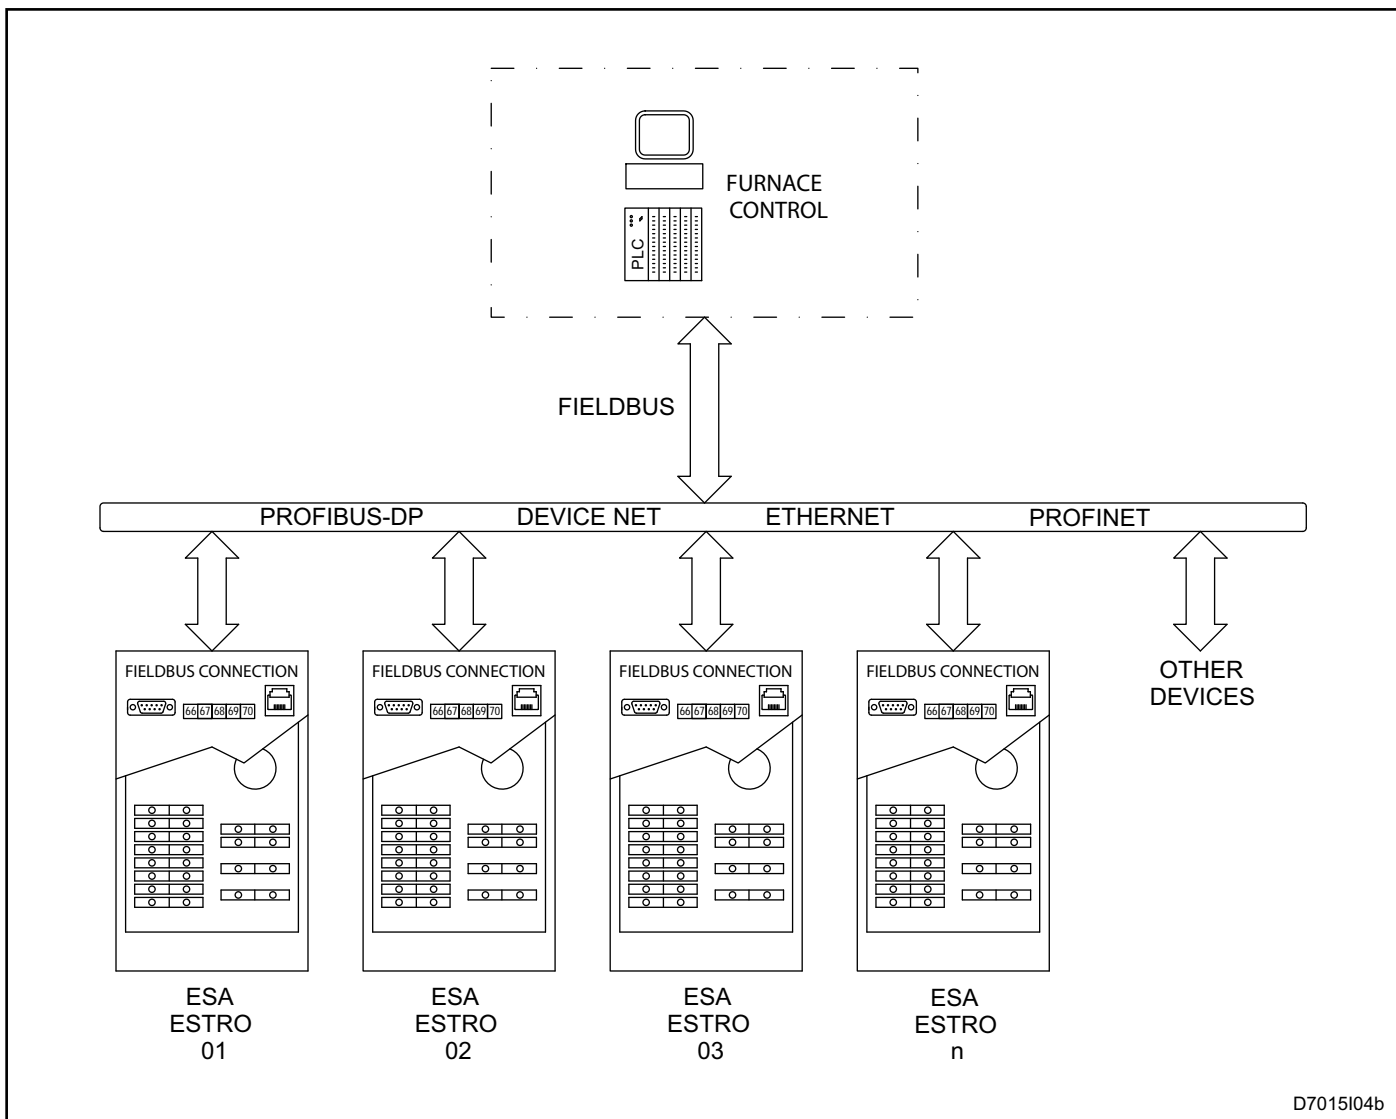 FURNACE
CONTROL
PLC
FIELDBUS
PROFIBUS-DP DEVICE NET ETHERNET PROFINET
FIELDBUS CONNECTION
66 67 68 69 70
FIELDBUS CONNECTION
66 67 68 69 70
FIELDBUS CONNECTION
66 67 68 69 70
FIELDBUS CONNECTION
66 67 68 69 70
OTHER
DEVICES
ESA
ESTRO
01
ESA
ESTRO
02
ESA
ESTRO
03
ESA
ESTRO
n
D7015I04b